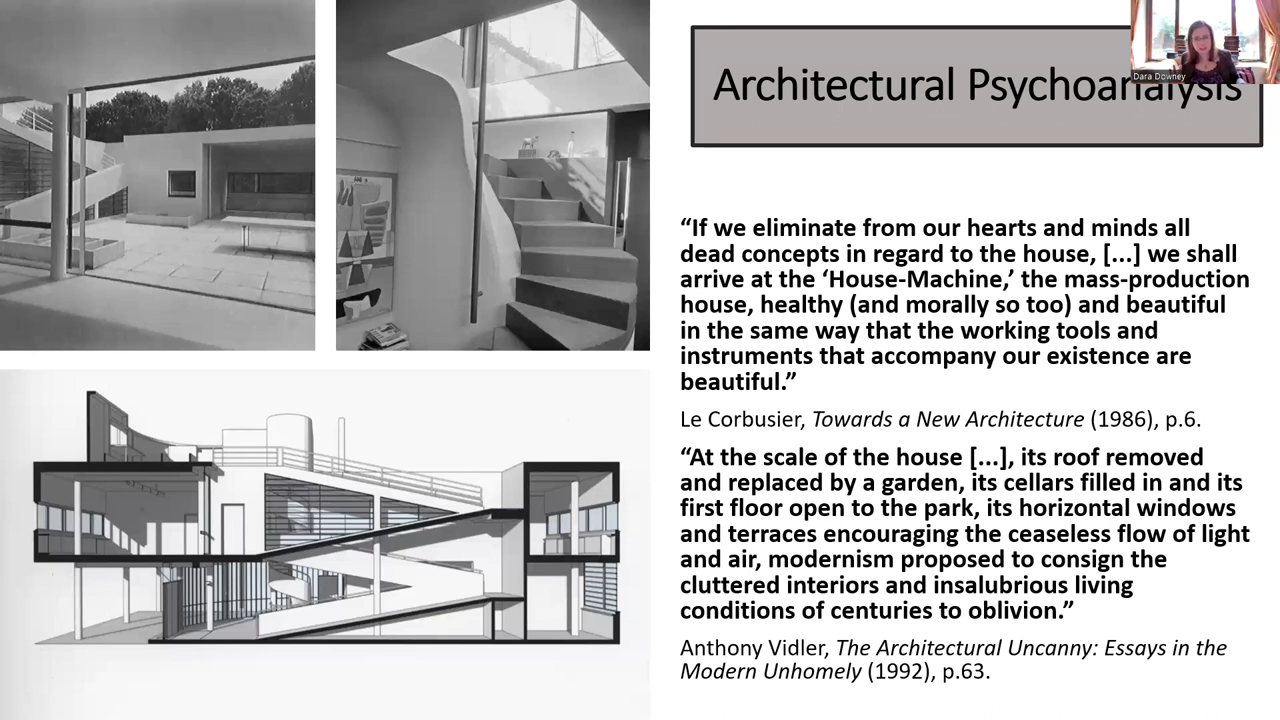 Architectural Psychoanalysis
Dara Downey
“If we eliminate from our hearts and minds all
dead concepts in regard to the house, [...] we shall
arrive at the ‘House-Machine,’ the mass-production
house, healthy (and morally so too) and beautiful
in the same way that the working tools and
instruments that accompany our existence are
beautiful.”
Le Corbusier, Towards a New Architecture (1986), p.6.
“At the scale of the house [...], its roof removed
and replaced by a garden, its cellars filled in and its
first floor open to the park, its horizontal windows
and terraces encouraging the ceaseless flow of light
and air, modernism proposed to consign the
cluttered interiors and insalubrious living
conditions of centuries to oblivion.”
Anthony Vidler, The Architectural Uncanny: Essays in the
Modern Unhomely (1992), p.63.